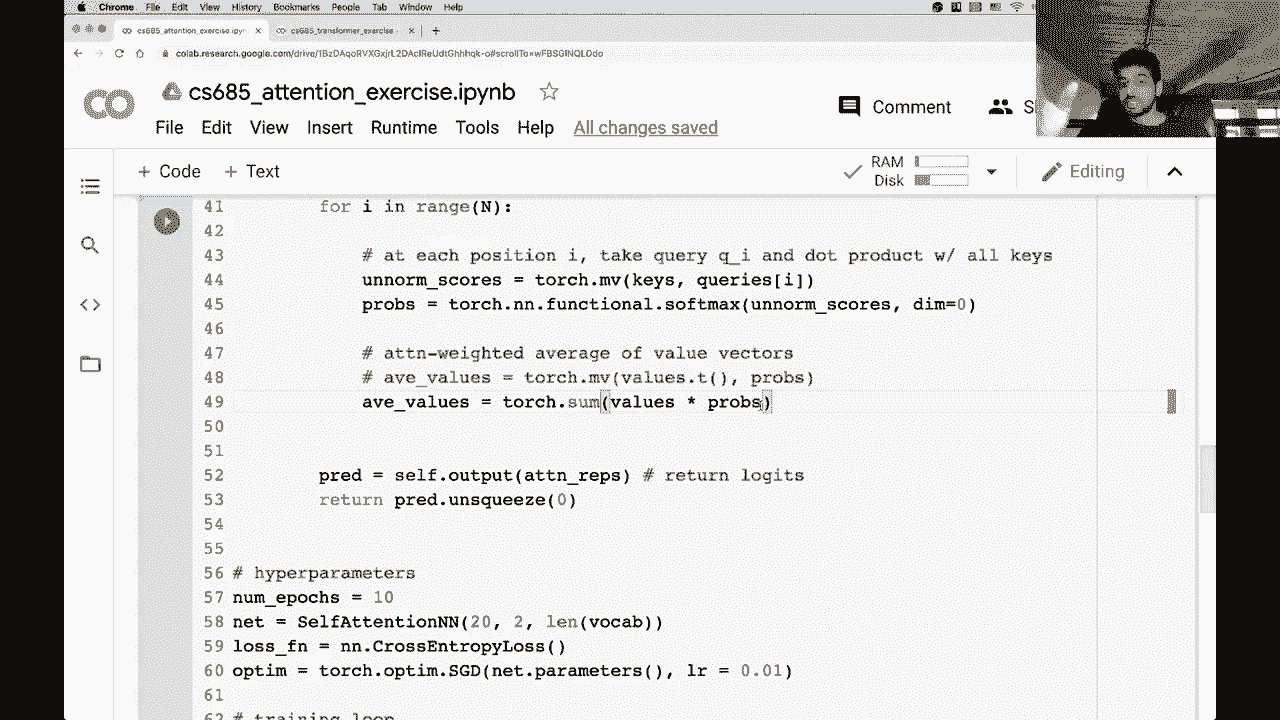 Chrome File Edit View History Bookmarks People Tab Window Help
cs685_attention_exercise.ipyn
cs685_transformer_exercise
colab.research.google.com/drive/1BzDAqoRVXGxjrL2DAcIReUdtGhhhqk-o#scrollTo=wFBSGINQLDdo
CO cs685_attention_exercise.ipynb
Comment
S
File Edit View Insert Runtime Tools Help All changes saved
+ Code + Text
RAM
Disk
Editing
41 for i in range(N):
42
43 # at each position i, take query q_i and dot product w/ all keys
44 unnorm_scores = torch.mv(keys, queries[i])
45 probs = torch.nn.functional.softmax(unnorm_scores, dim=0)
46
47 # attn-weighted average of value vectors
48 # ave_values = torch.mv(values.t(), probs)
49 ave_values = torch.sum(values * probs)
50
51
52 pred = self.output(attn_reps) # return logits
53 return pred.unsqueeze(0)
54
55
56 # hyperparameters
57 num_epochs = 10
58 net = SelfAttentionNN(20, 2, len(vocab))
59 loss_fn = nn.CrossEntropyLoss()
60 optim = torch.optim.SGD(net.parameters(), lr = 0.01)
61
62 # training loop